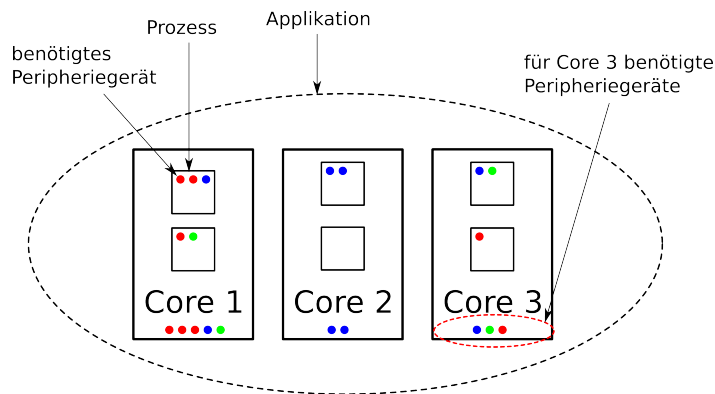 Applikation
Prozess
benötigtes
Peripheriegerät
für Core 3 benötigte
Peripheriegeräte
Core 1
Core 2
Core 3